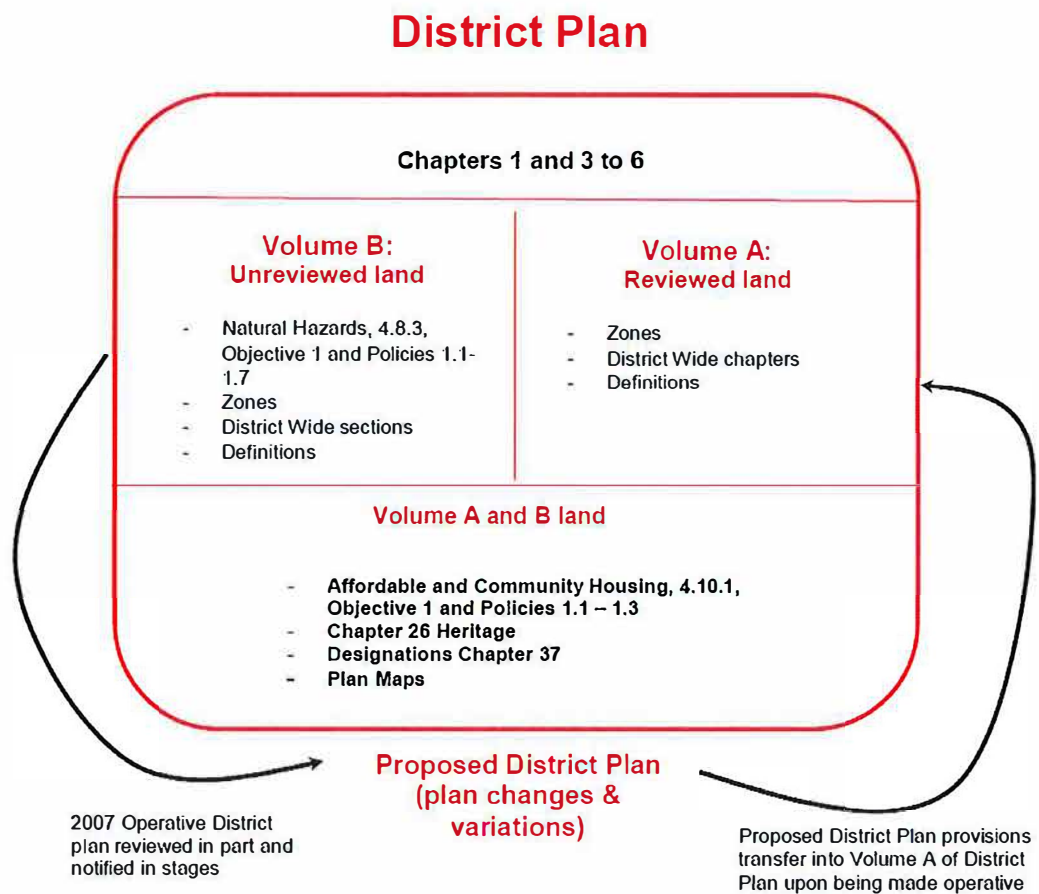 District Plan
Chapters 1 and 3 to 6
Volume B:
Unreviewed land
- Natural Hazards, 4.8.3,
Objective 1 and Policies 1.1-
1.7
- Zones
- District Wide sections
- Definitions
Volume A:
Reviewed land
- Zones
- District Wide chapters
- Definitions
Volume A and B land
- Affordable and Community Housing, 4.10.1,
Objective 1 and Policies 1.1 – 1.3
- Chapter 26 Heritage
- Designations Chapter 37
- Plan Maps
Proposed District Plan
(plan changes &
variations)
2007 Operative District
plan reviewed in part and
notified in stages
Proposed District Plan provisions
transfer into Volume A of District
Plan upon being made operative